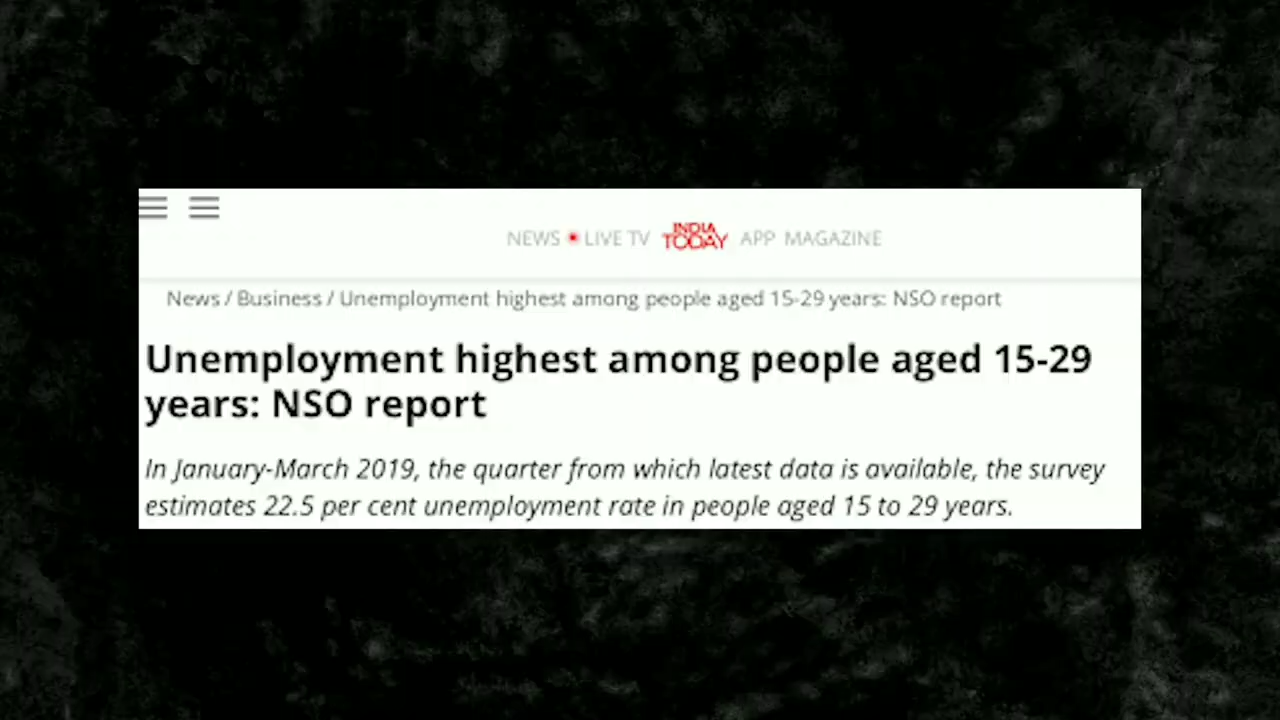 NEWS LIVE TV INDIA TODAY APP MAGAZINE
News / Business / Unemployment highest among people aged 15-29 years: NSO report
Unemployment highest among people aged 15-29
years: NSO report
In January-March 2019, the quarter from which latest data is available, the survey
estimates 22.5 per cent unemployment rate in people aged 15 to 29 years.